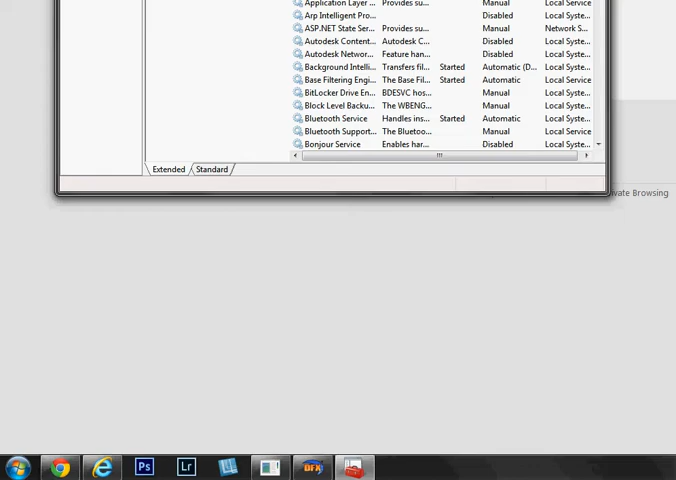 Application Layer ... Provides su... Manual Local Service
Arp Intelligent Pro... Disabled Local Syste...
ASP.NET State Ser... Provides su... Manual Network S...
Autodesk Content... Autodesk C... Disabled Local Syste...
Autodesk Networ... Feature han... Disabled Local Syste...
Background Intelli... Transfers fil... Started Automatic (D... Local Syste...
Base Filtering Engi... The Base Fil... Started Automatic Local Service
BitLocker Drive En... BDESVC hos... Manual Local Syste...
Block Level Backu... The WBENG... Manual Local Syste...
Bluetooth Service Handles ins... Started Automatic Local Syste...
Bluetooth Support... The Bluetoo... Manual Local Service
Bonjour Service Enables har... Disabled Local Syste...
Extended Standard
ivate Browsing
Ps Lr DFX